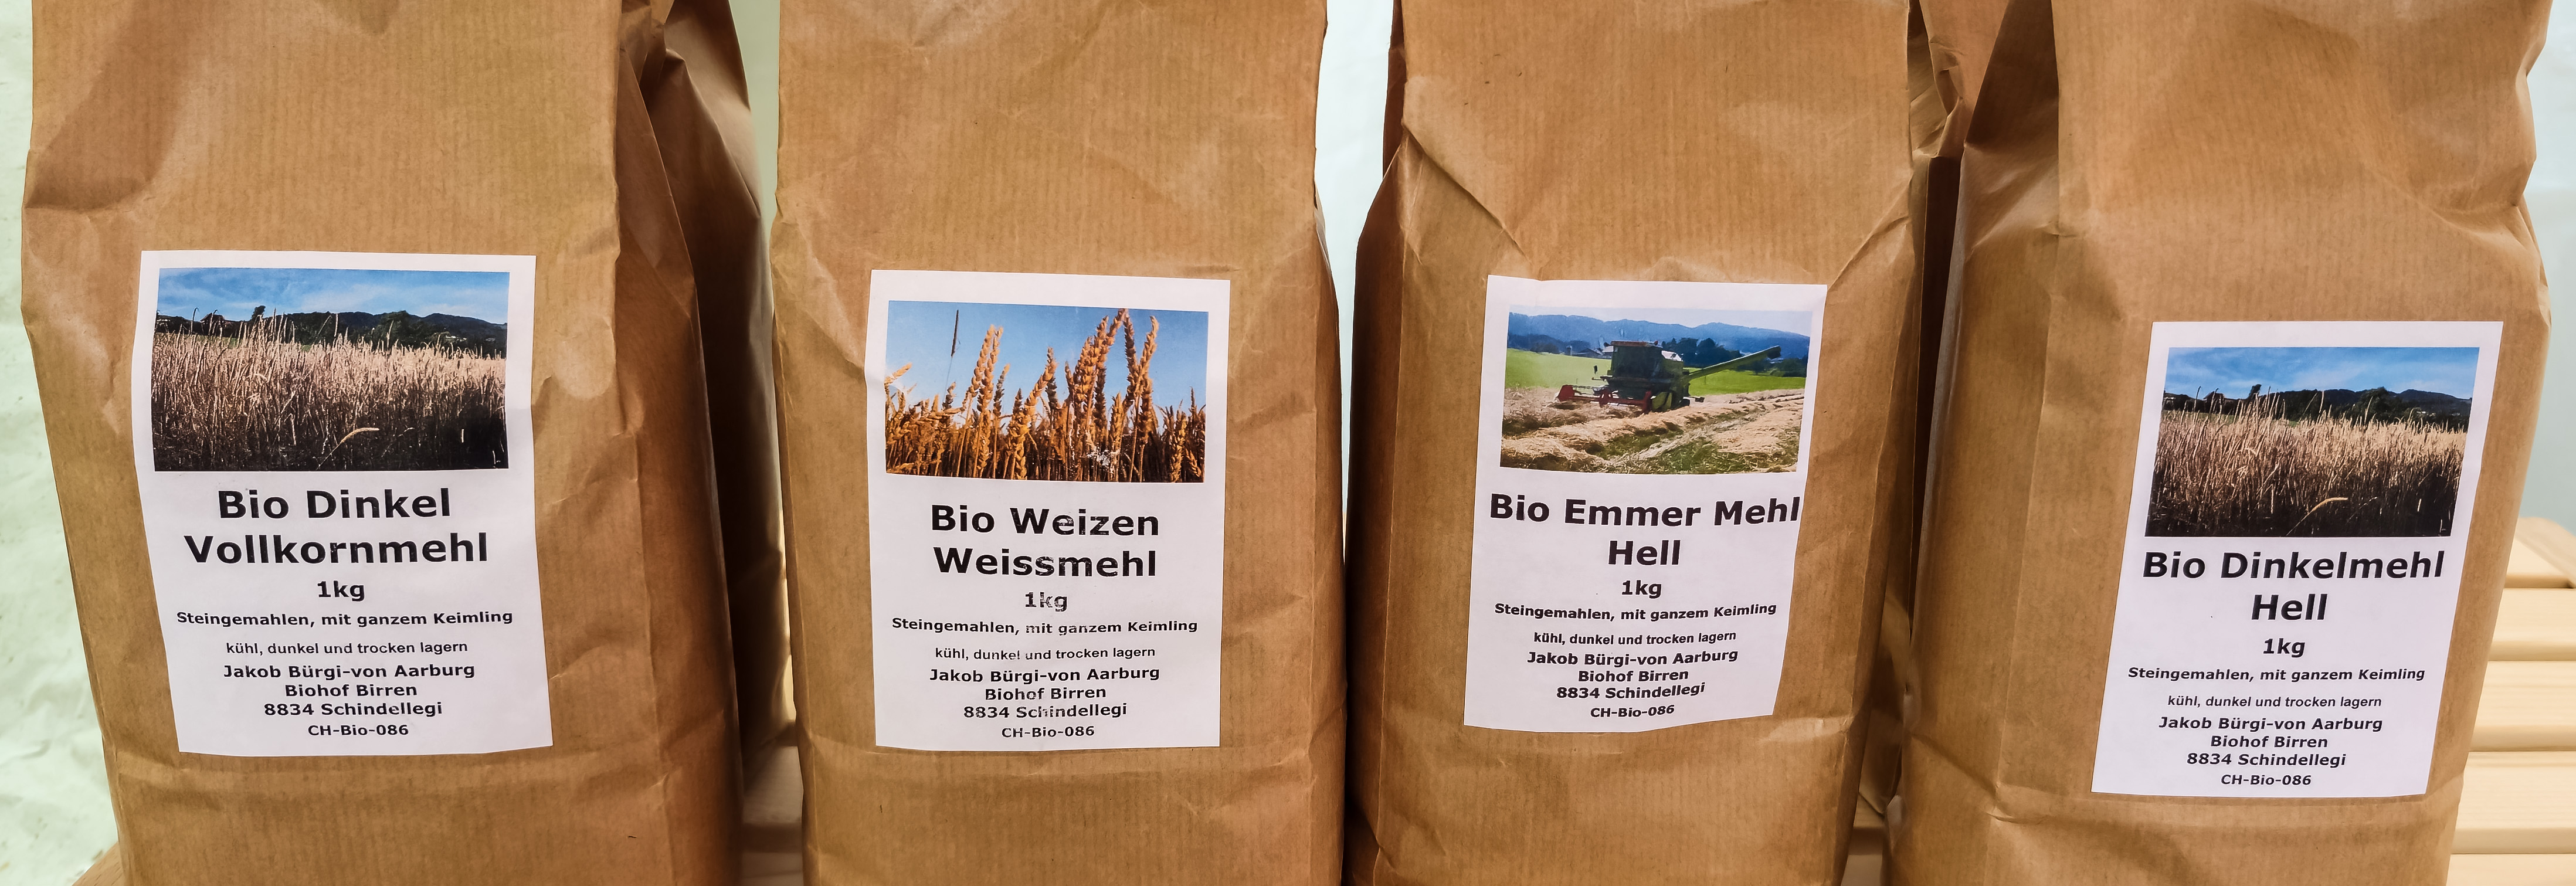 Bio Dinkel
Vollkornmehl
1kg
Steingemahlen, mit ganzem Keimling
kühl, dunkel und trocken lagern
Jakob Bürgi-von Aarburg
Biohof Birren
8834 Schindellegi
CH-Bio-086
Bio Weizen
Weissmehl
1kg
Steingemahlen, mit ganzem Keimling
kühl, dunkel und trocken lagern
Jakob Bürgi-von Aarburg
Biohof Birren
8834 Schindellegi
CH-Bio-086
Bio Emmer Mehl
Hell
1kg
Steingemahlen, mit ganzem Keimling
kühl, dunkel und trocken lagern
Jakob Bürgi-von Aarburg
Biohof Birren
8834 Schindellegi
CH-Bio-086
Bio Dinkelmehl
Hell
1kg
Steingemahlen, mit ganzem Keimling
kühl, dunkel und trocken lagern
Jakob Bürgi-von Aarburg
Biohof Birren
8834 Schindellegi
CH-Bio-086